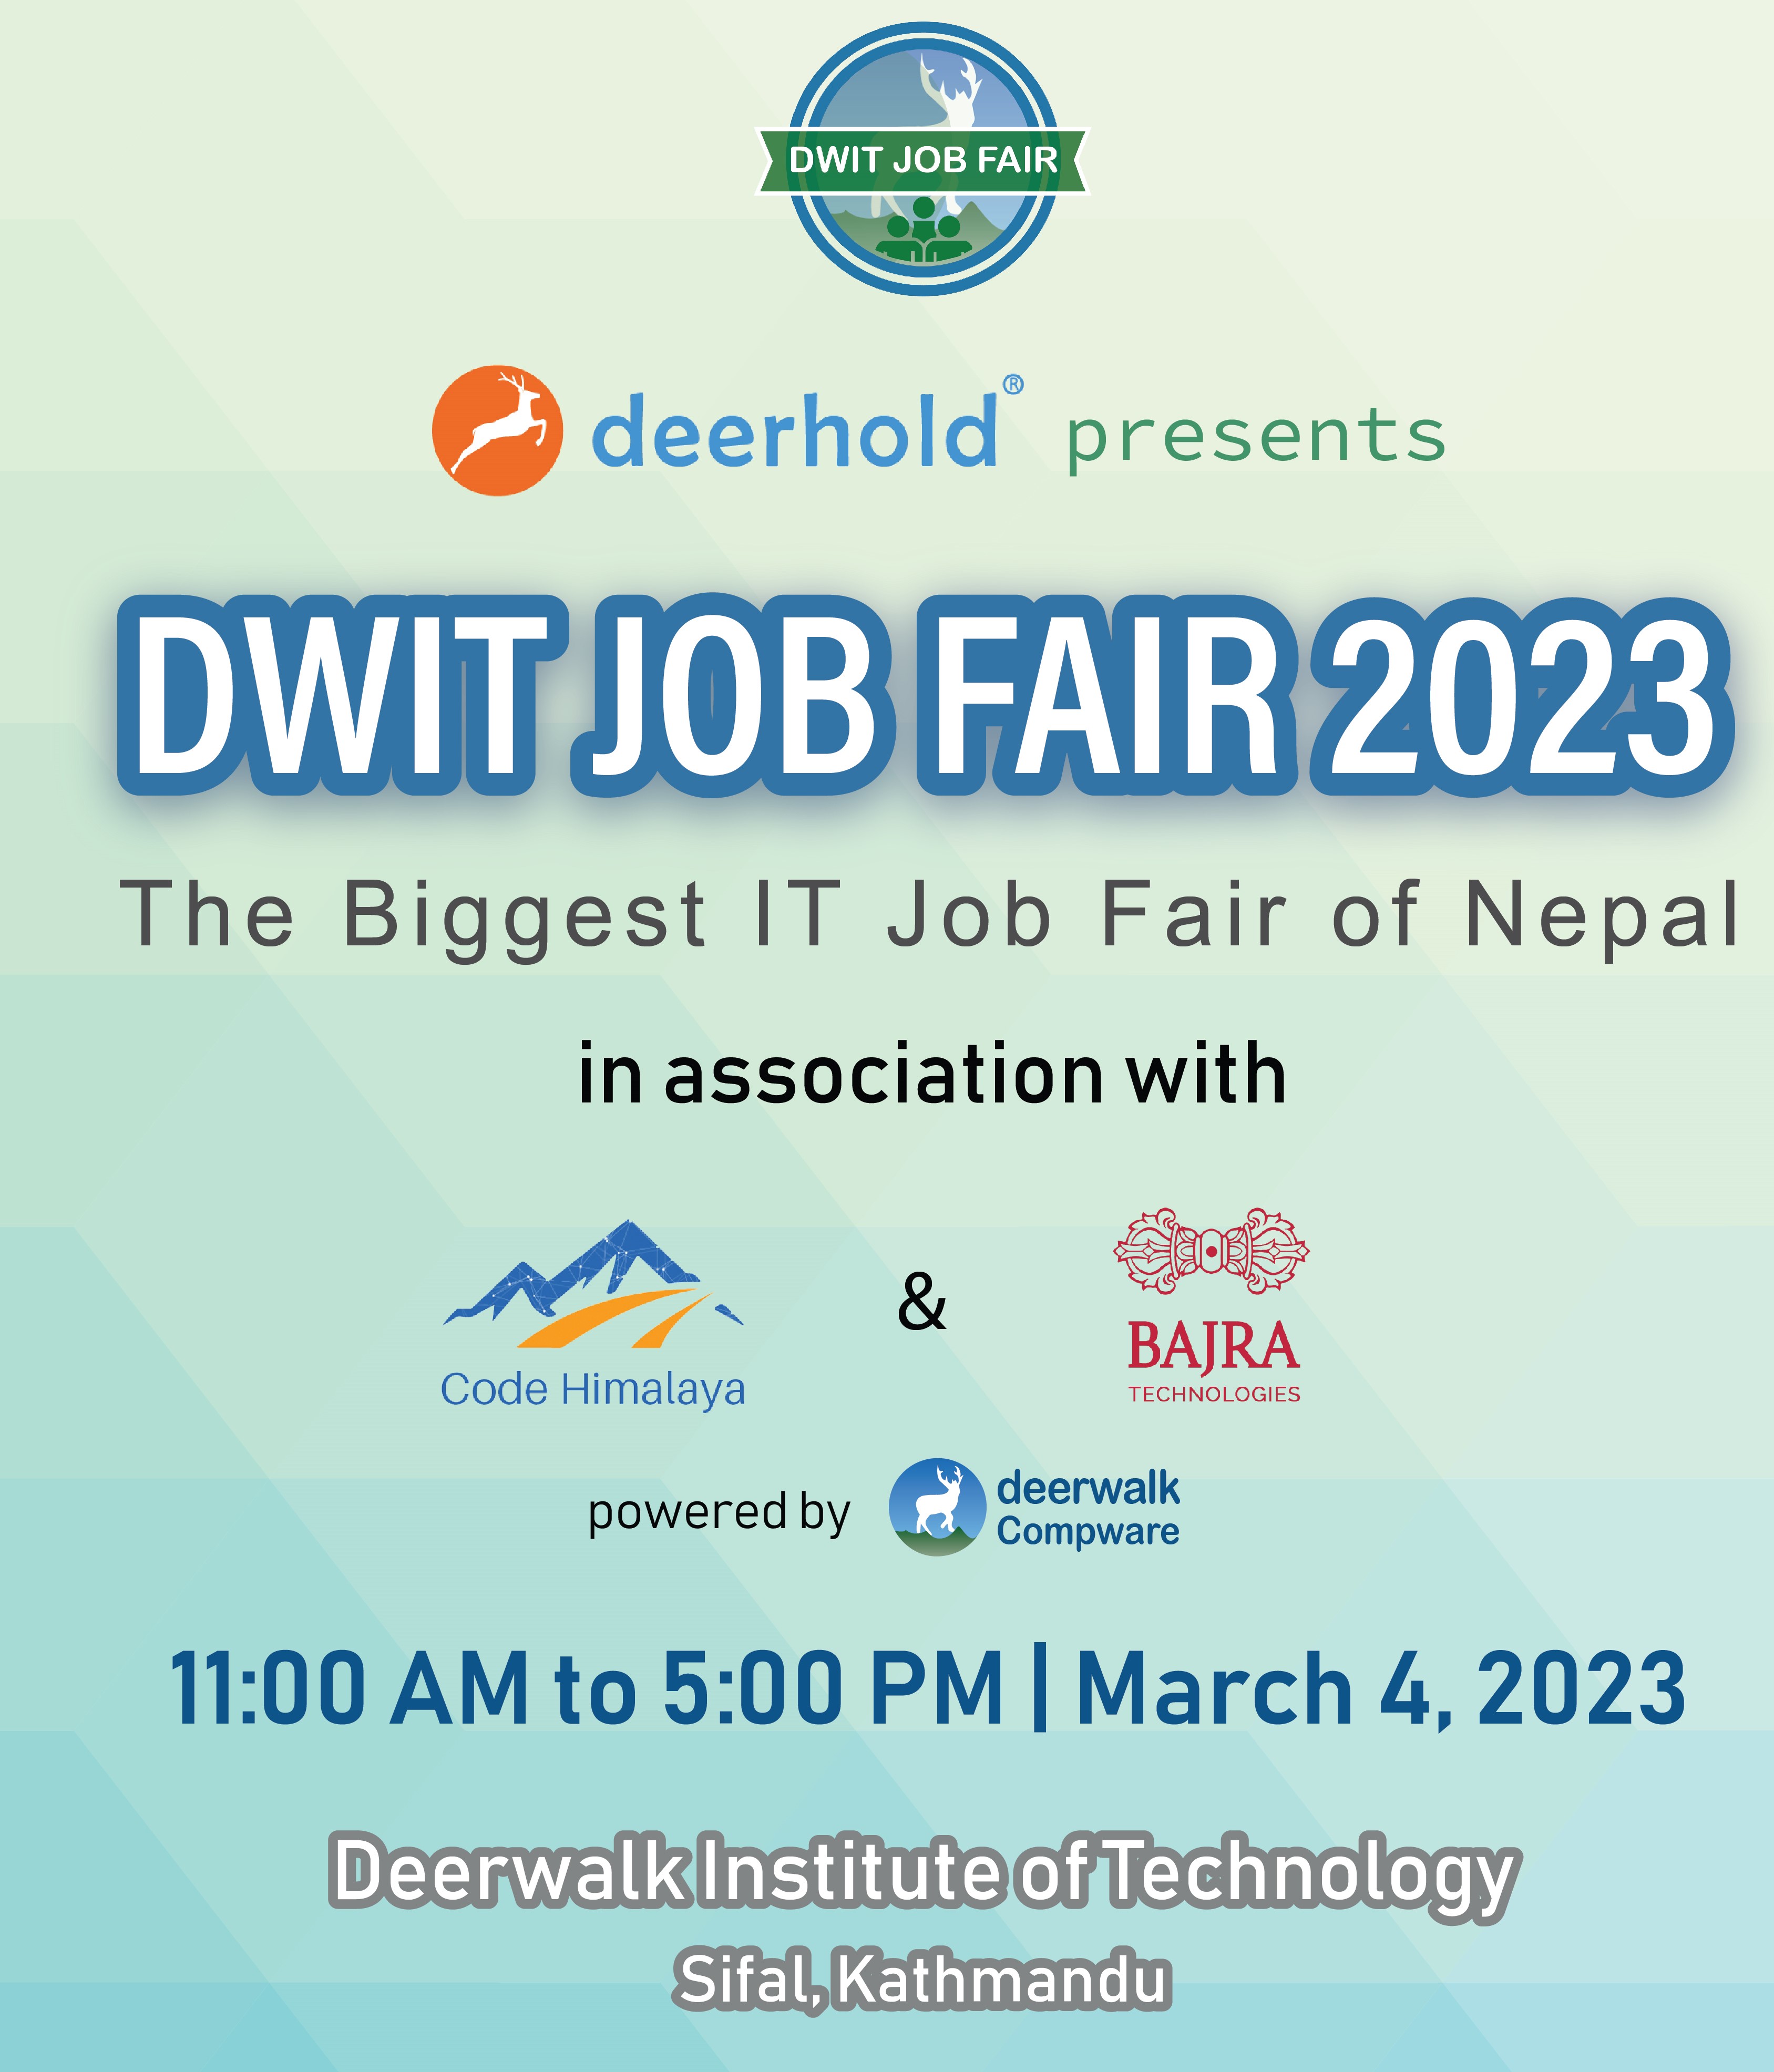 DWIT JOB FAIR
deerhold® presents
DWIT JOB FAIR 2023
The Biggest IT Job Fair of Nepal
in association with
Code Himalaya
&
BAJRA
TECHNOLOGIES
powered by
deerwalk
Compware
11:00 AM to 5:00 PM | March 4, 2023
Deerwalk Institute of Technology
Sifal, Kathmandu